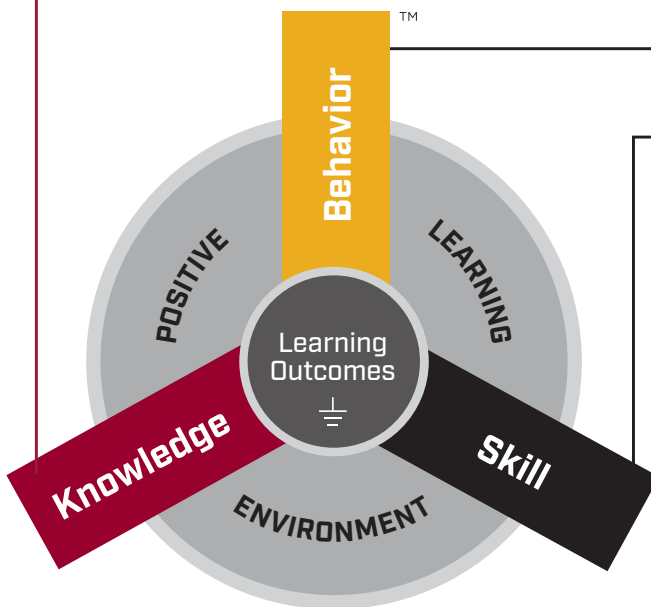 TM
Behavior
POSITIVE
LEARNING
Learning
Outcomes
Knowledge
Skill
ENVIRONMENT